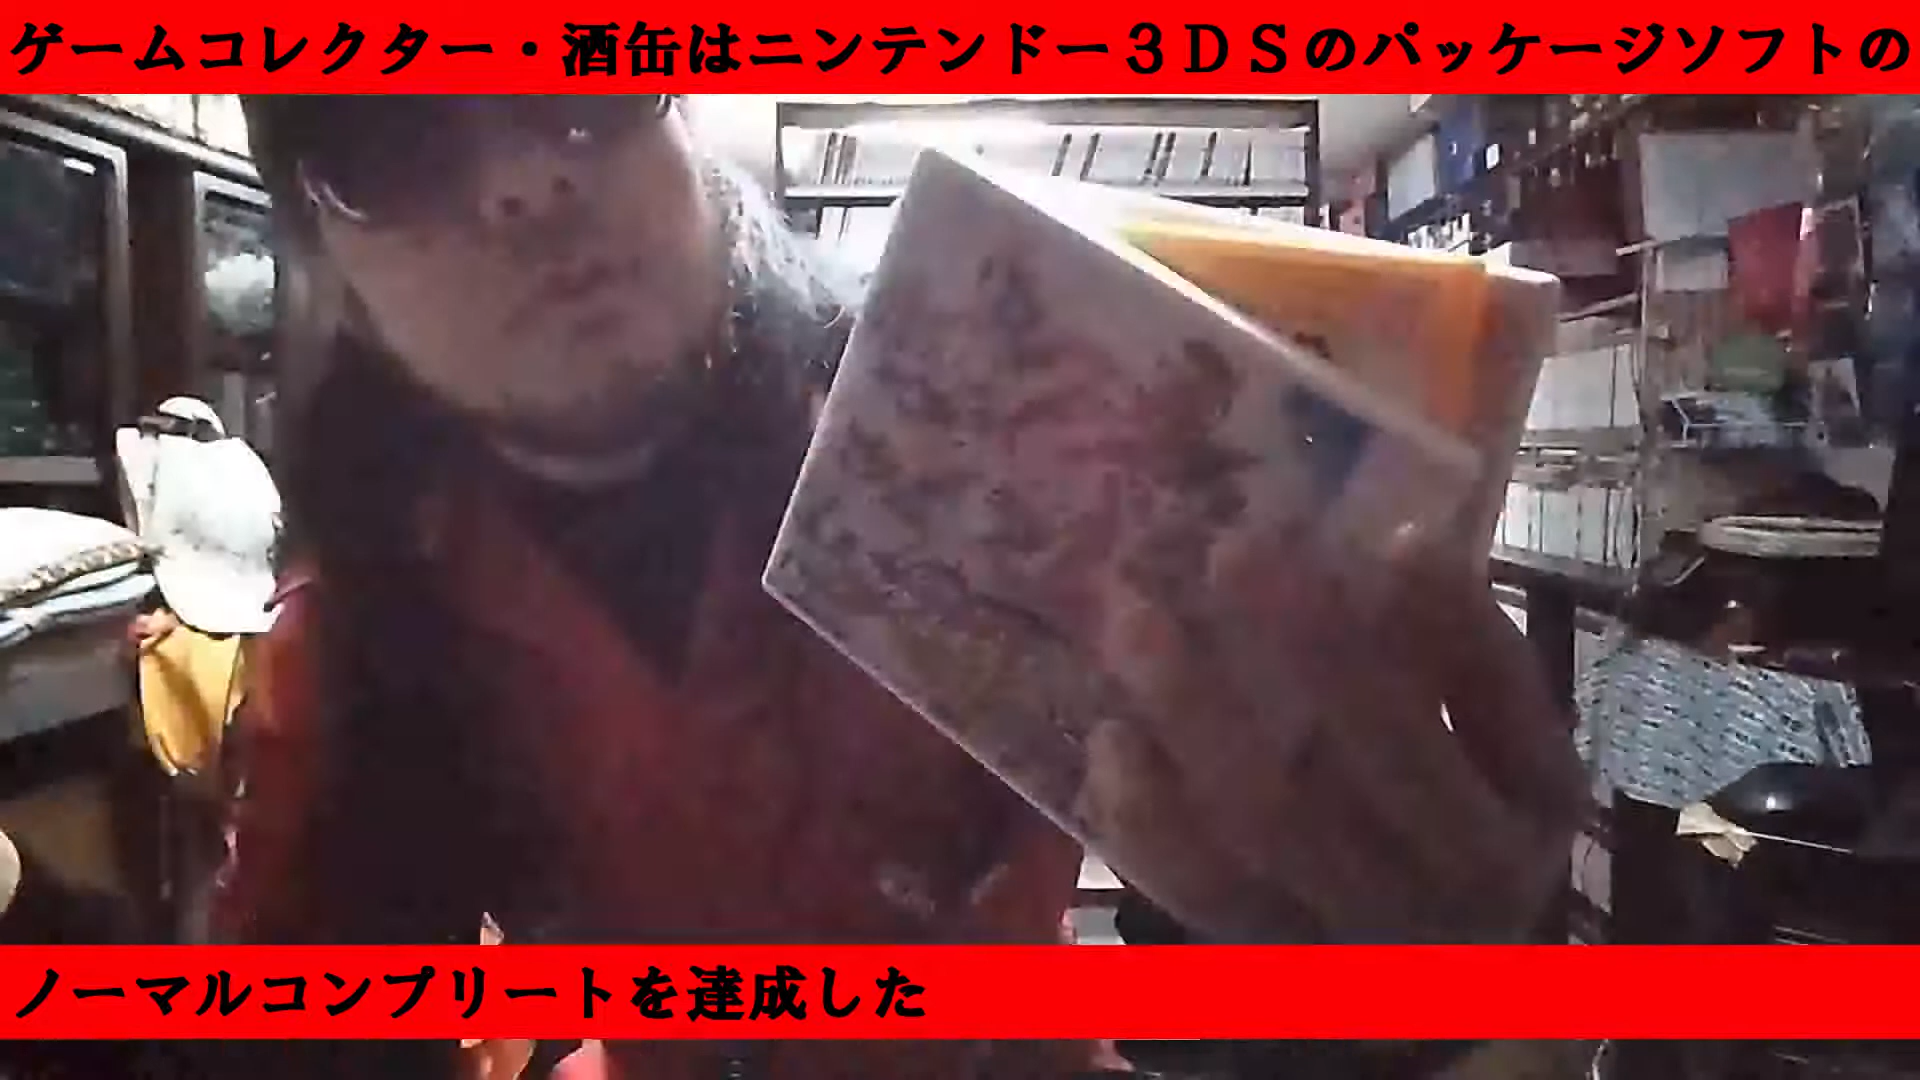 ゲームコレクター・酒缶はニンテンドー３ＤＳのパッケージソフトの
ノーマルコンプリートを達成した